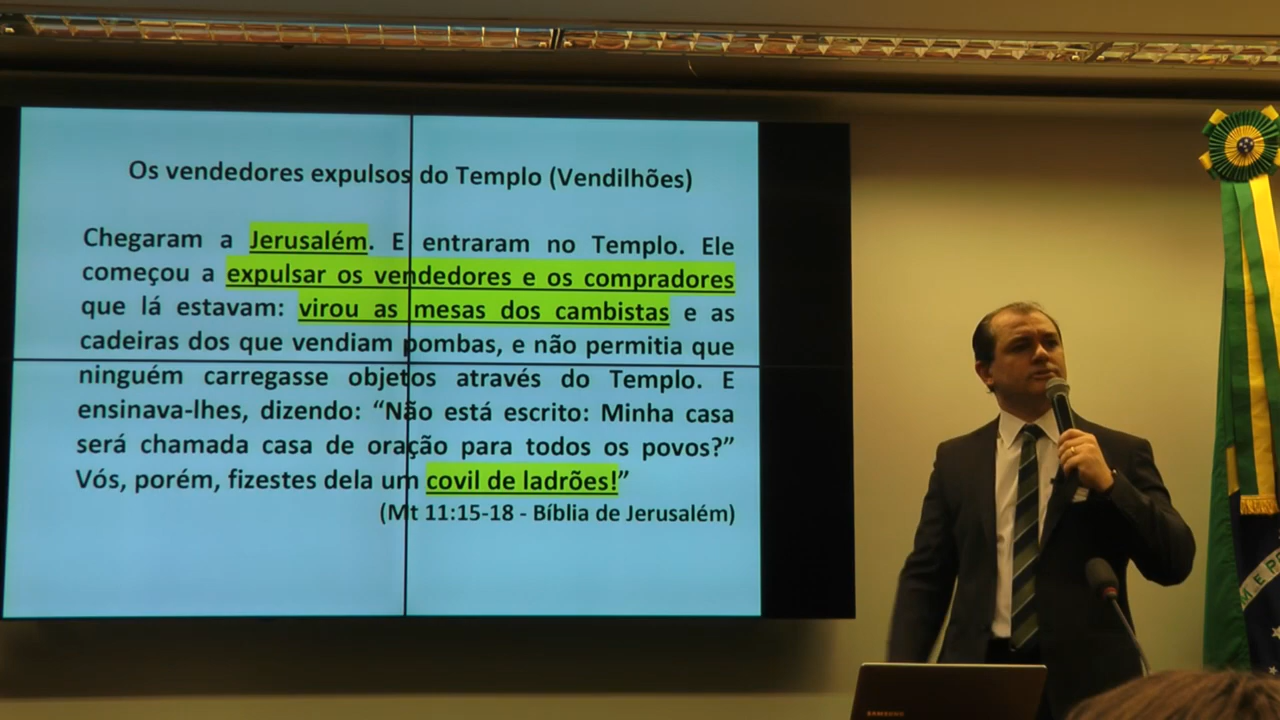 Os vendedores expulsos do Templo (Vendilhões)
Chegaram a Jerusalém. E entraram no Templo. Ele
começou a expulsar os vendedores e os compradores
que lá estavam: virou as mesas dos cambistas e as
cadeiras dos que vendiam pombas, e não permitia que
ninguém carregasse objetos através do Templo. E
ensinava-lhes, dizendo: “Não está escrito: Minha casa
será chamada casa de oração para todos os povos?”
Vós, porém, fizestes dela um covil de ladrões!”
(Mt 11:15-18 - Bíblia de Jerusalém)
M E P
SAMSUNG